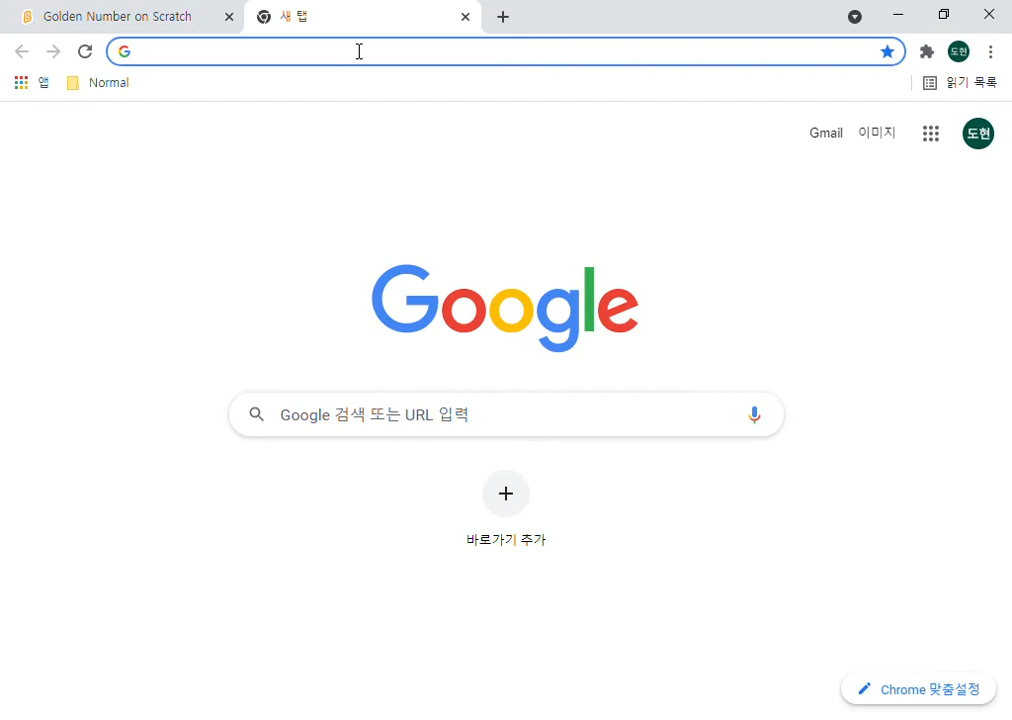 Golden Number on Scratch
새 탭
앱
Normal
읽기 목록
도현
Gmail 이미지
도현
Google
Google 검색 또는 URL 입력
바로가기 추가
Chrome 맞춤설정